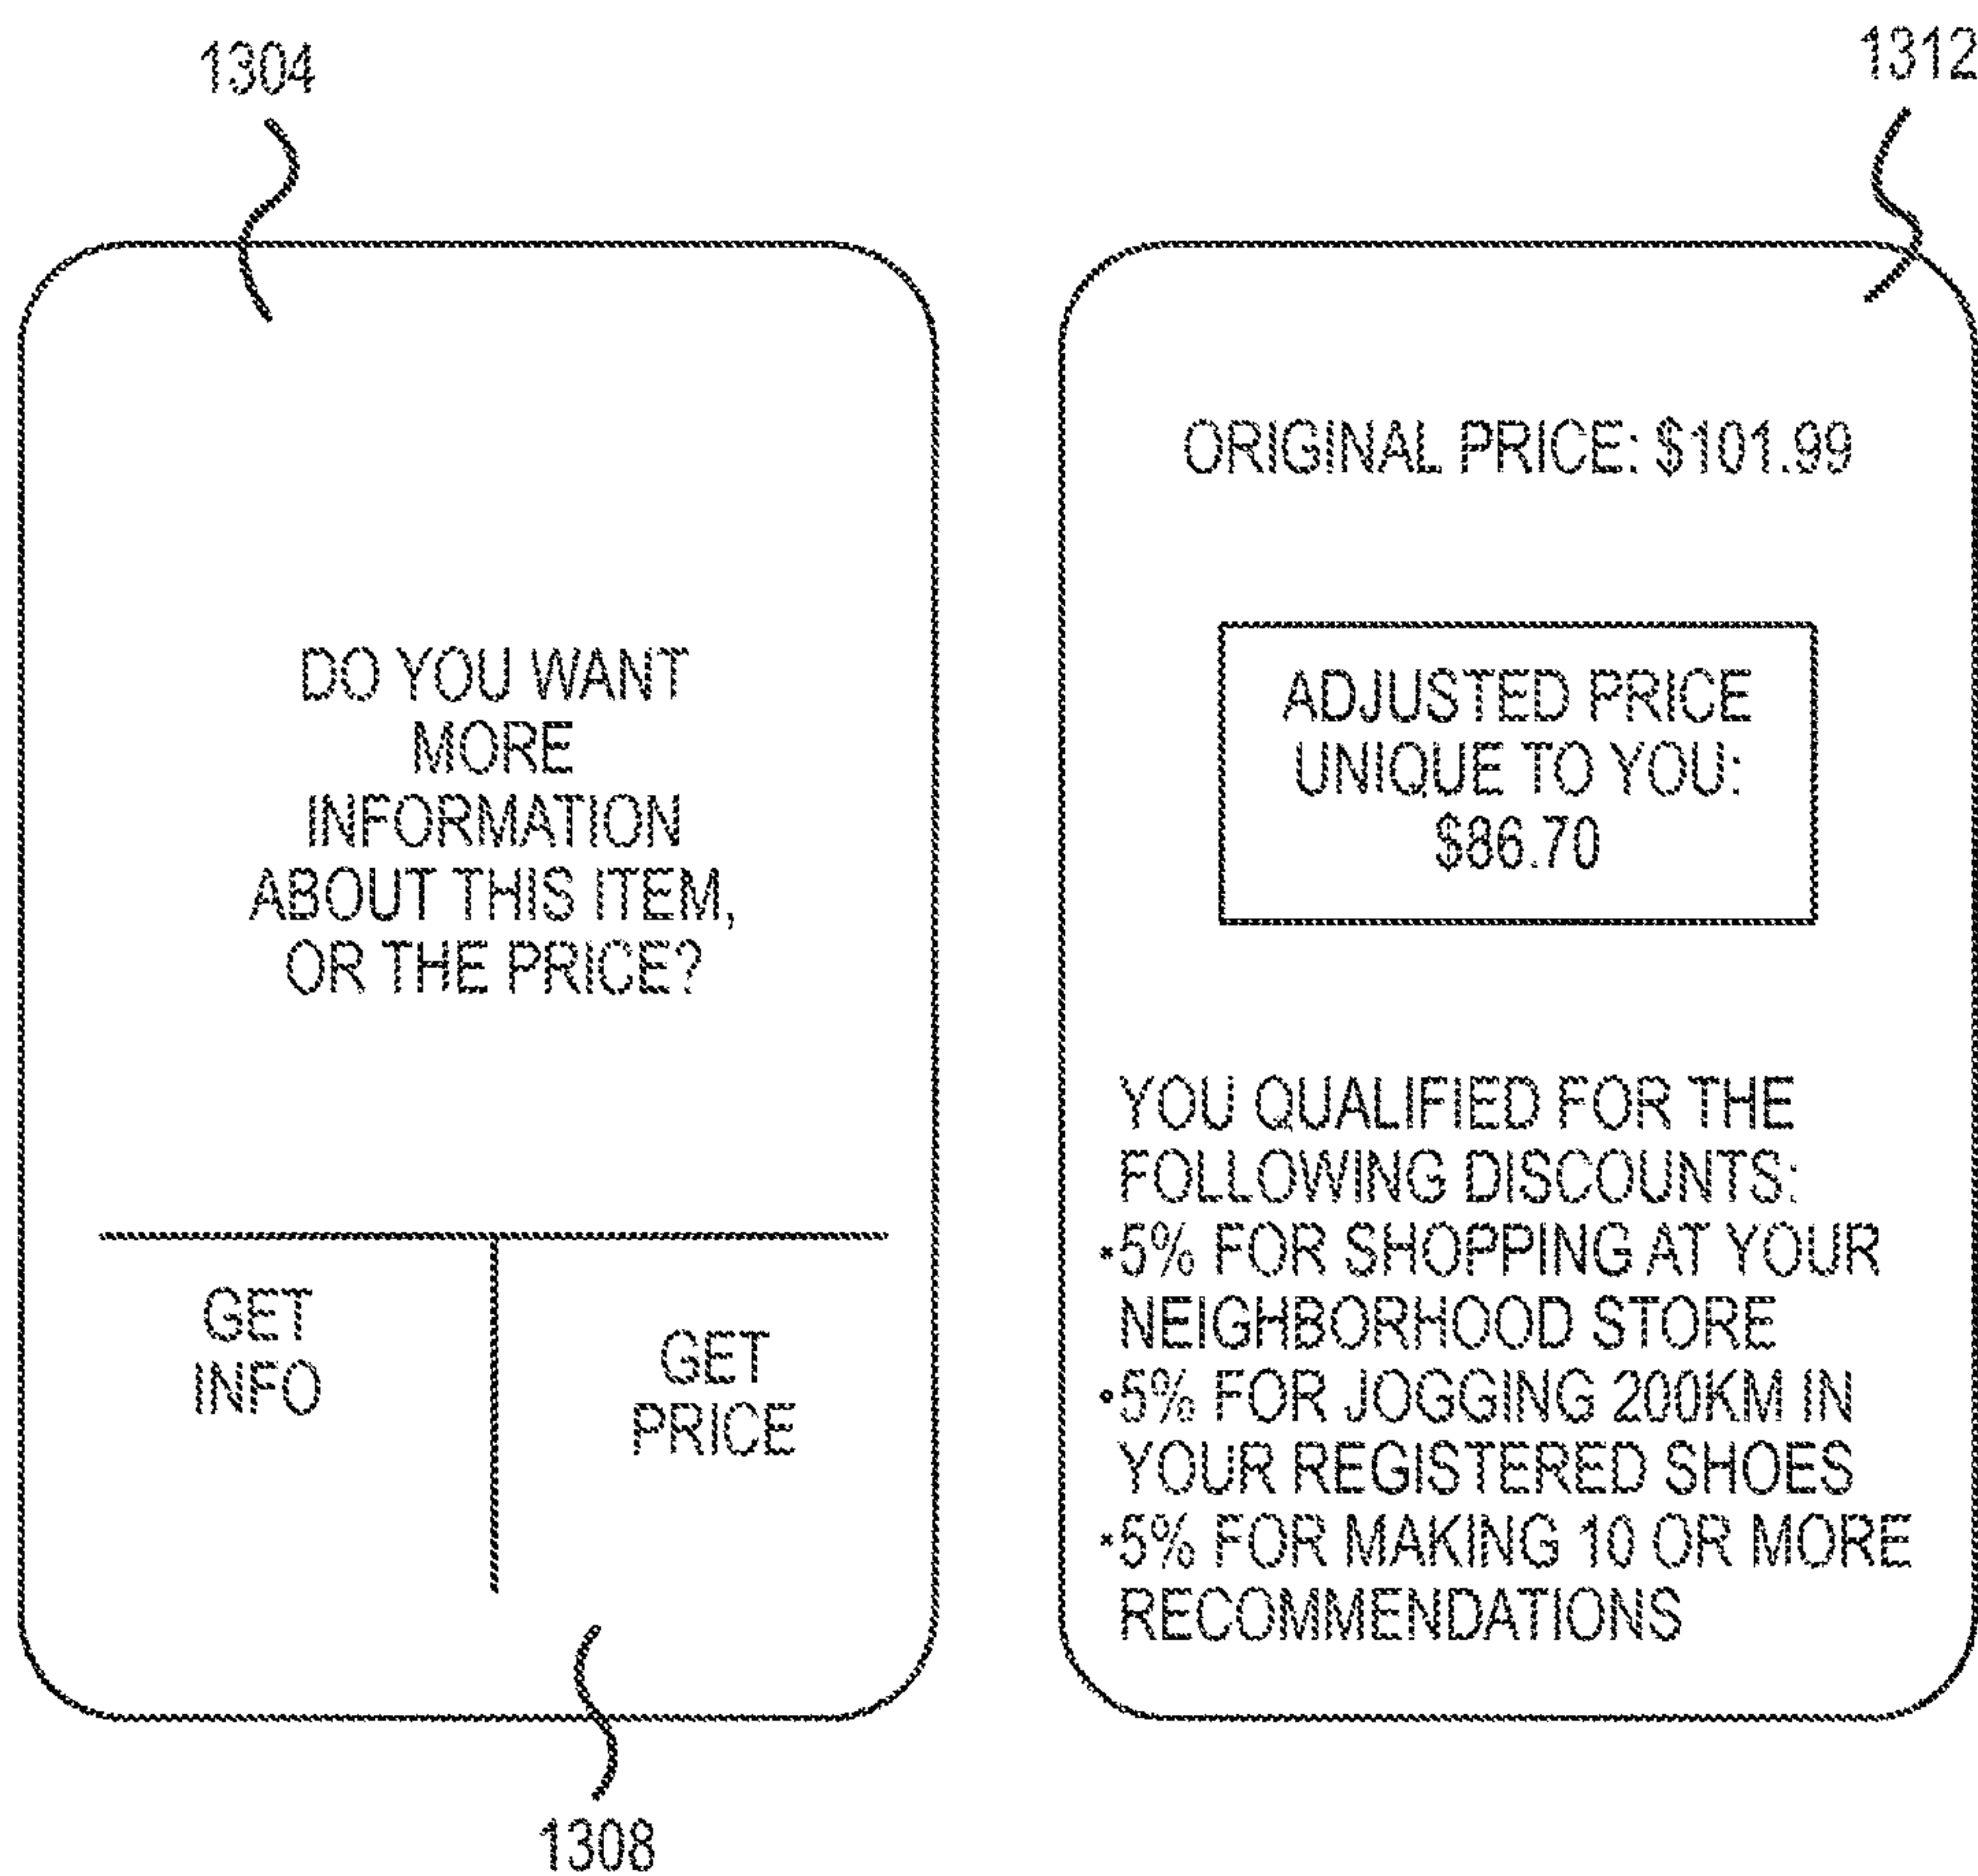 1304
DO YOU WANT
MORE
INFORMATION
ABOUT THIS ITEM,
OR THE PRICE?
GET
INFO
GET
PRICE
1308
1312
ORIGINAL PRICE: $101.99
ADJUSTED PRICE
UNIQUE TO YOU:
$86.70
YOU QUALIFIED FOR THE
FOLLOWING DISCOUNTS:
•5% FOR SHOPPING AT YOUR
NEIGHBORHOOD STORE
•5% FOR JOGGING 200KM IN
YOUR REGISTERED SHOES
•5% FOR MAKING 10 OR MORE
RECOMMENDATIONS